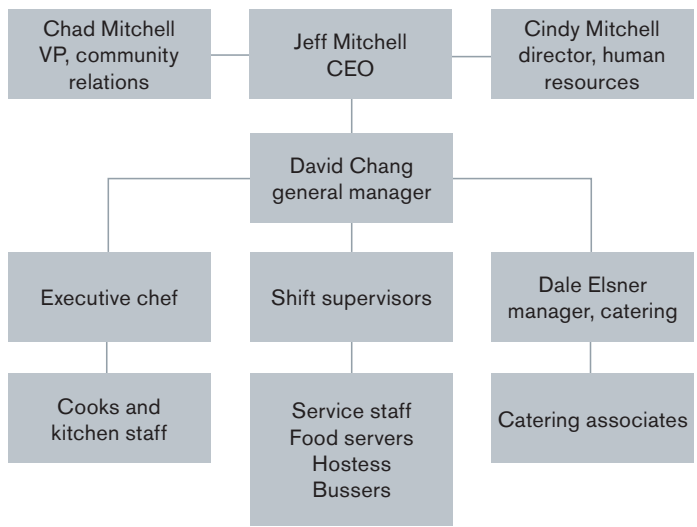 Chad Mitchell
VP, community
relations
Jeff Mitchell
CEO
Cindy Mitchell
director, human
resources
David Chang
general manager
Executive chef
Shift supervisors
Dale Elsner
manager, catering
Cooks and
kitchen staff
Service staff
Food servers
Hostess
Bussers
Catering associates